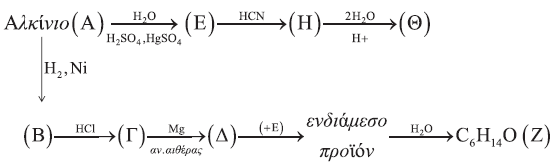 Αλκίνιο(Α) H₂O H₂SO₄,HgSO₄ (Ε) HCN (Η) 2H₂O H+ (Θ)
H₂,Ni
(Β) HCl (Γ) Mg αν.αιθέρας (Δ) (+Ε) ενδιάμεσο προϊόν H₂O C₆H₁₄O (Ζ)